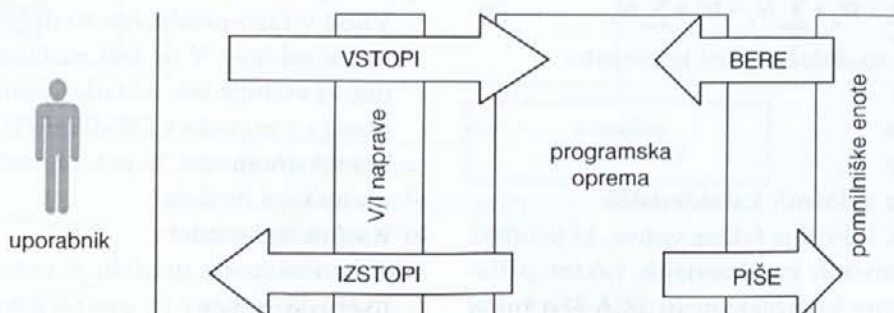 VSTOPI
BERE
V/I naprave
programska
oprema
pomnilniške enote
uporabnik
IZSTOPI
PIŠE